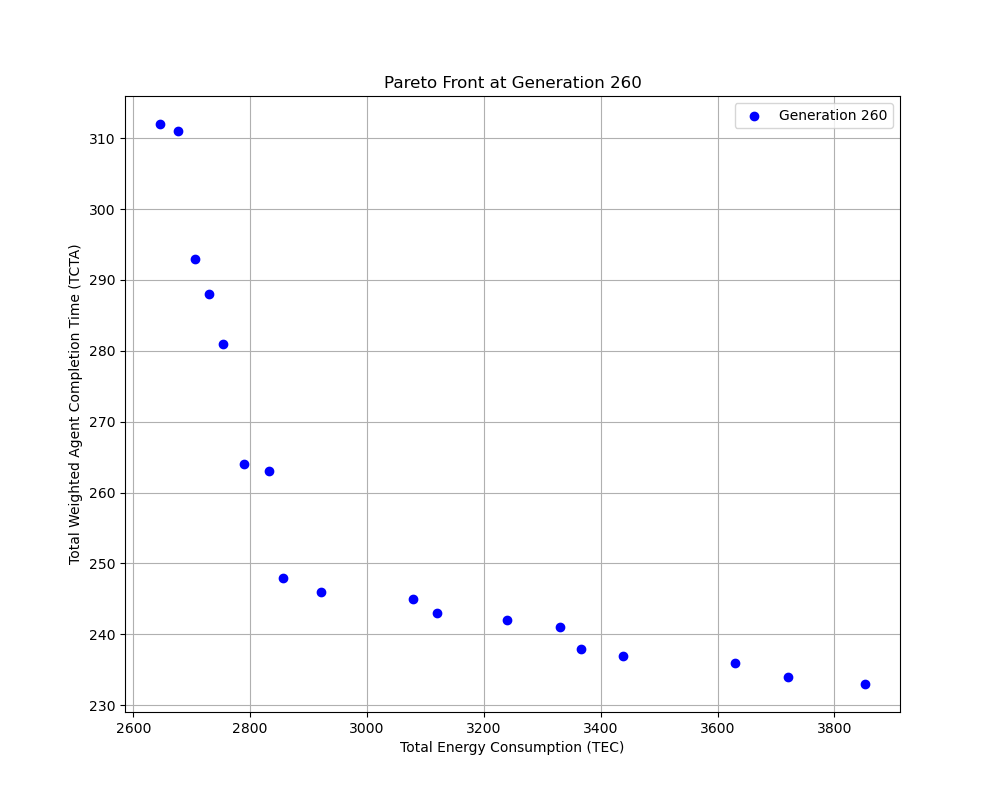 Pareto Front at Generation 260
Generation 260
Total Weighted Agent Completion Time (TCTA)
310
300
290
280
270
260
250
240
230
2600 2800 3000 3200 3400 3600 3800
Total Energy Consumption (TEC)